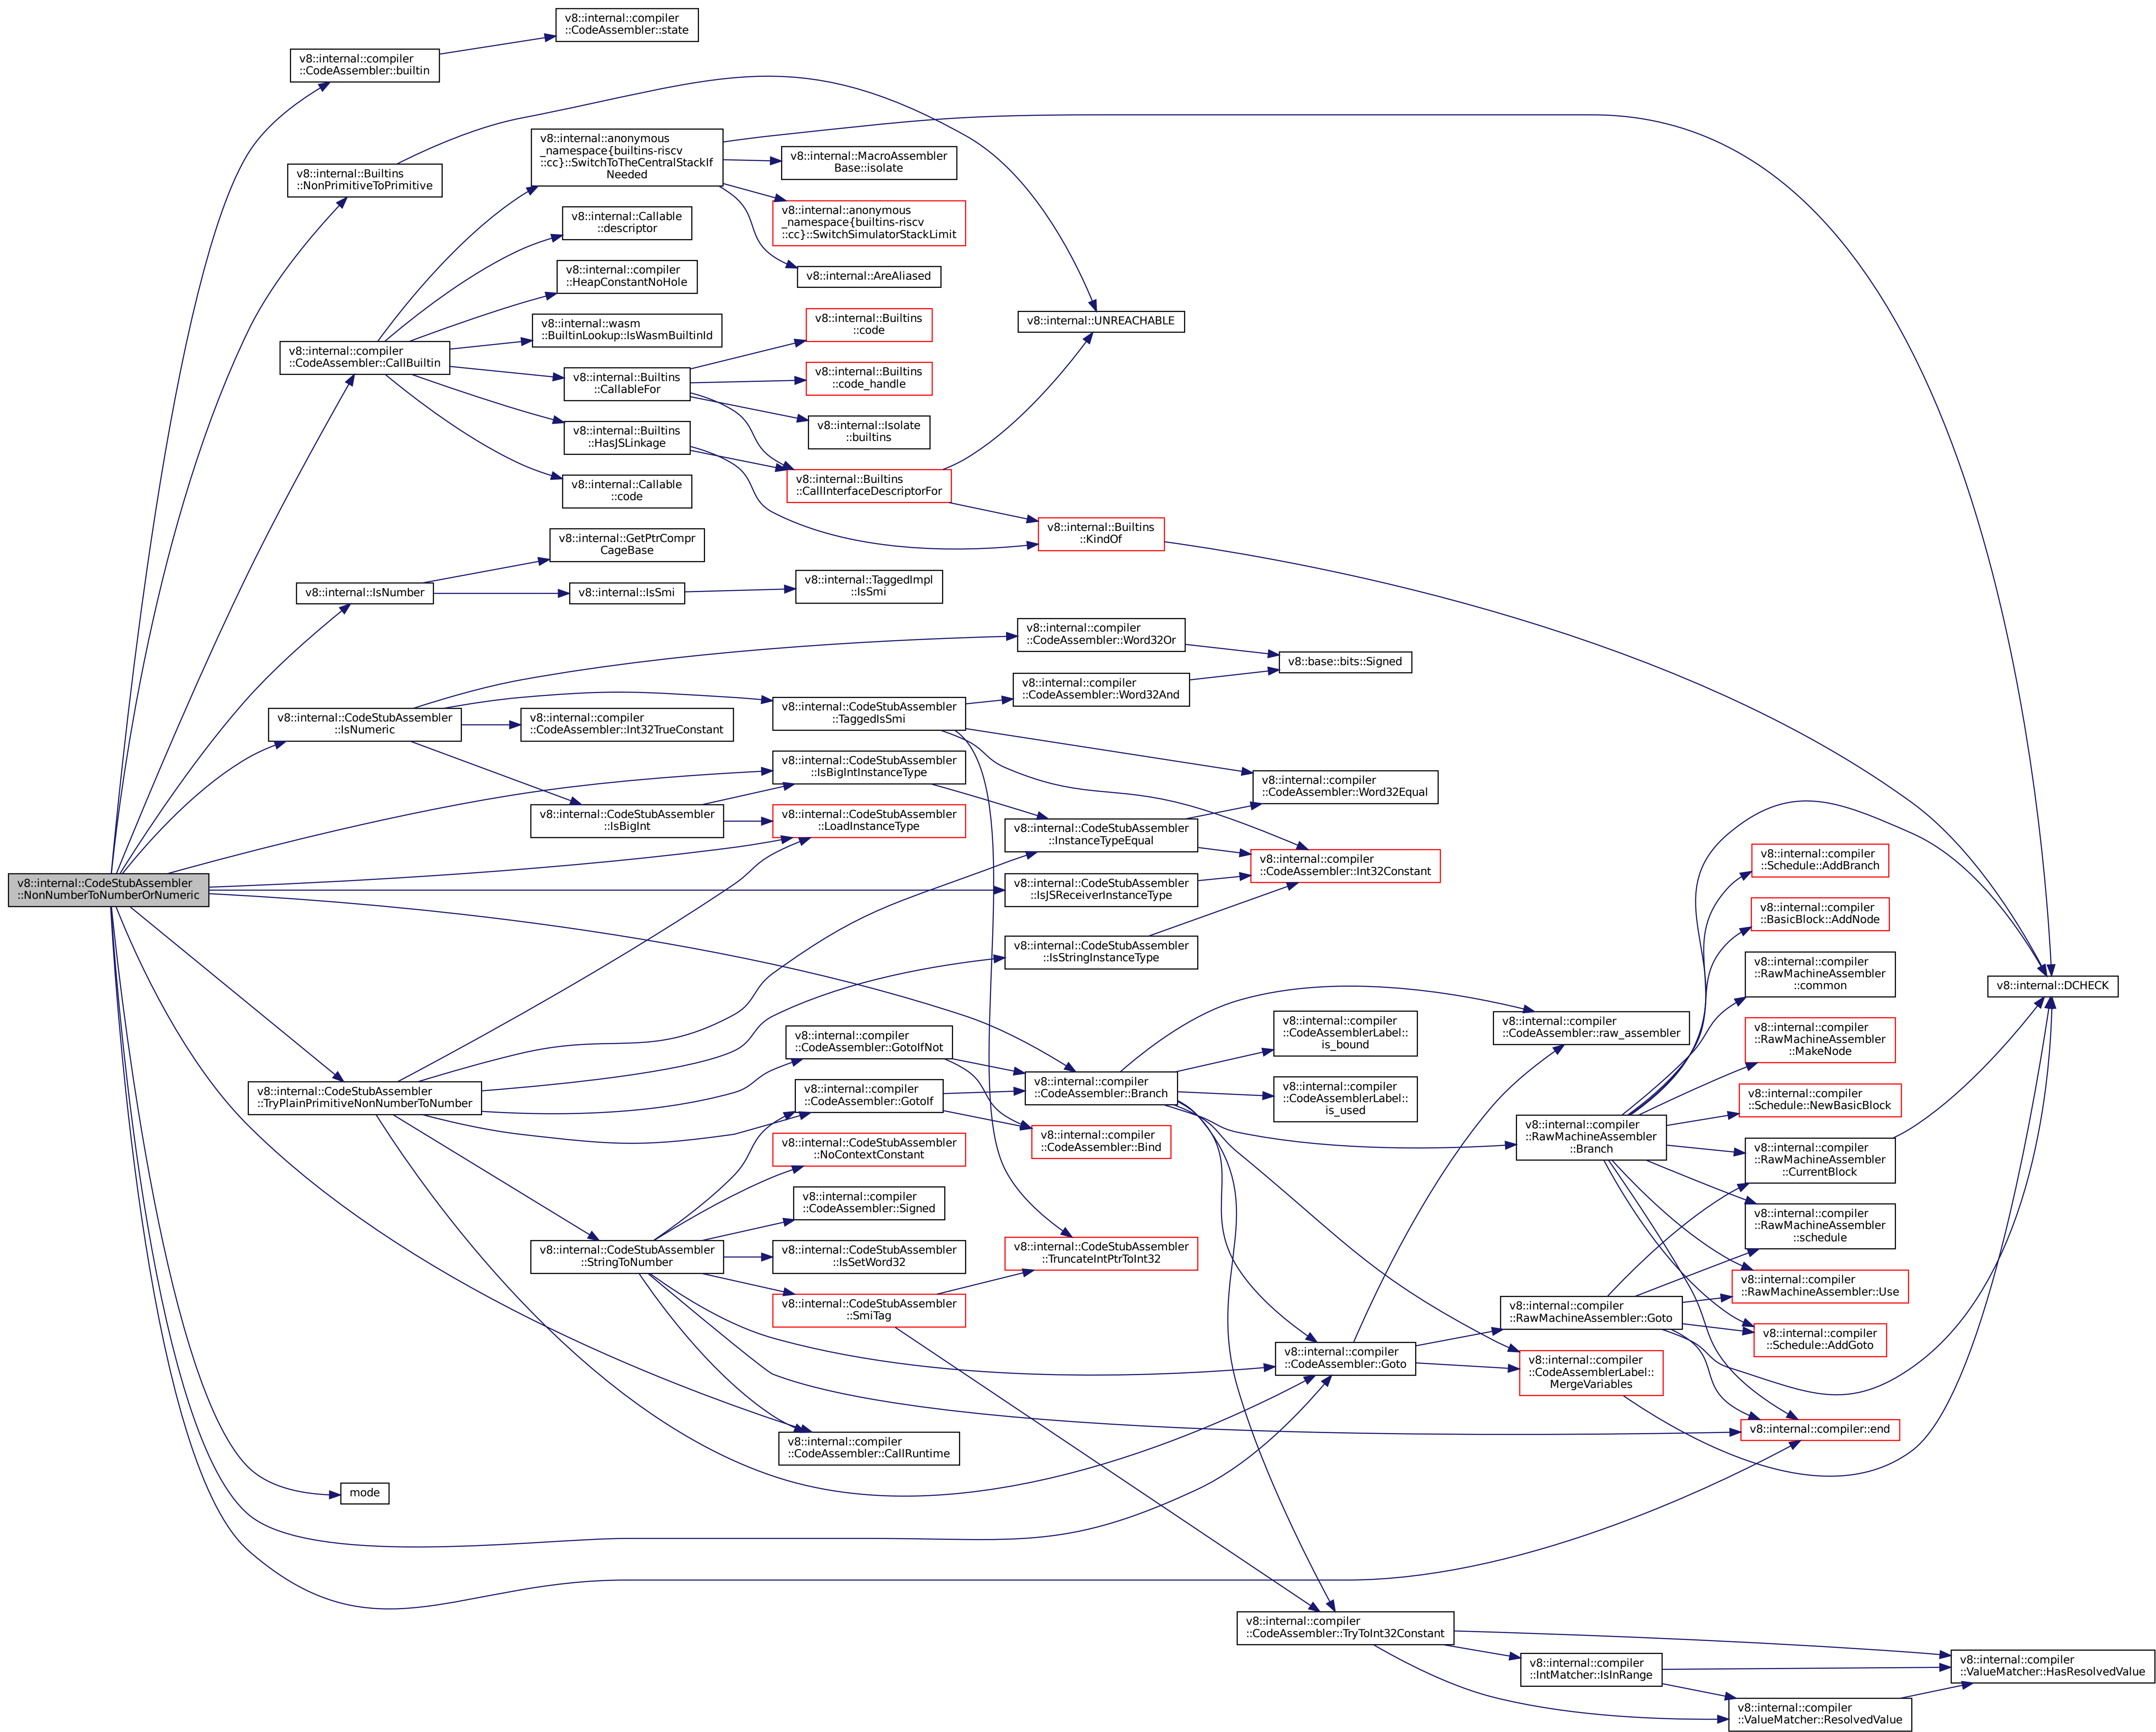 v8::internal::CodeStubAssembler
::NonNumberToNumberOrNumeric
v8::internal::compiler
::CodeAssembler::builtin
v8::internal::compiler
::CodeAssembler::state
v8::internal::Builtins
::NonPrimitiveToPrimitive
v8::internal::compiler
::CodeAssembler::CallBuiltin
v8::internal::anonymous
_namespace{builtins-riscv
::cc}::SwitchToTheCentralStackIf
Needed
v8::internal::MacroAssembler
Base::isolate
v8::internal::anonymous
_namespace{builtins-riscv
::cc}::SwitchSimulatorStackLimit
v8::internal::AreAliased
v8::internal::Callable
::descriptor
v8::internal::compiler
::HeapConstantNoHole
v8::internal::wasm
::BuiltinLookup::IsWasmBuiltinId
v8::internal::Builtins
::CallableFor
v8::internal::Builtins
::HasJSLinkage
v8::internal::Callable
::code
v8::internal::Builtins
::code
v8::internal::Builtins
::code_handle
v8::internal::Isolate
::builtins
v8::internal::Builtins
::CallInterfaceDescriptorFor
v8::internal::UNREACHABLE
v8::internal::Builtins
::KindOf
v8::internal::IsNumber
v8::internal::GetPtrCompr
CageBase
v8::internal::IsSmi
v8::internal::TaggedImpl
::IsSmi
v8::internal::CodeStubAssembler
::IsNumeric
v8::internal::compiler
::CodeAssembler::Int32TrueConstant
v8::internal::CodeStubAssembler
::IsBigInt
v8::internal::CodeStubAssembler
::TaggedIsSmi
v8::internal::CodeStubAssembler
::IsBigIntInstanceType
v8::internal::CodeStubAssembler
::LoadInstanceType
v8::internal::compiler
::CodeAssembler::Word32Or
v8::internal::compiler
::CodeAssembler::Word32And
v8::base::bits::Signed
v8::internal::compiler
::CodeAssembler::Word32Equal
v8::internal::CodeStubAssembler
::InstanceTypeEqual
v8::internal::compiler
::CodeAssembler::Int32Constant
v8::internal::CodeStubAssembler
::IsJSReceiverInstanceType
v8::internal::CodeStubAssembler
::IsStringInstanceType
v8::internal::CodeStubAssembler
::TryPlainPrimitiveNonNumberToNumber
v8::internal::compiler
::CodeAssembler::GotoIfNot
v8::internal::compiler
::CodeAssembler::GotoIf
v8::internal::CodeStubAssembler
::NoContextConstant
v8::internal::compiler
::CodeAssembler::Signed
v8::internal::CodeStubAssembler
::StringToNumber
v8::internal::CodeStubAssembler
::IsSetWord32
v8::internal::CodeStubAssembler
::SmiTag
v8::internal::compiler
::CodeAssembler::CallRuntime
mode
v8::internal::compiler
::CodeAssembler::Branch
v8::internal::compiler
::CodeAssembler::Bind
v8::internal::CodeStubAssembler
::TruncateIntPtrToInt32
v8::internal::compiler
::CodeAssemblerLabel::
is_bound
v8::internal::compiler
::CodeAssemblerLabel::
is_used
v8::internal::compiler
::CodeAssembler::Goto
v8::internal::compiler
::CodeAssembler::raw_assembler
v8::internal::compiler
::RawMachineAssembler
::Branch
v8::internal::compiler
::RawMachineAssembler::Goto
v8::internal::compiler
::CodeAssemblerLabel::
MergeVariables
v8::internal::compiler
::Schedule::AddBranch
v8::internal::compiler
::BasicBlock::AddNode
v8::internal::compiler
::RawMachineAssembler
::common
v8::internal::compiler
::RawMachineAssembler
::MakeNode
v8::internal::compiler
::Schedule::NewBasicBlock
v8::internal::compiler
::RawMachineAssembler
::CurrentBlock
v8::internal::compiler
::RawMachineAssembler
::schedule
v8::internal::compiler
::RawMachineAssembler::Use
v8::internal::compiler
::Schedule::AddGoto
v8::internal::compiler::end
v8::internal::DCHECK
v8::internal::compiler
::CodeAssembler::TryToInt32Constant
v8::internal::compiler
::IntMatcher::IsInRange
v8::internal::compiler
::ValueMatcher::ResolvedValue
v8::internal::compiler
::ValueMatcher::HasResolvedValue